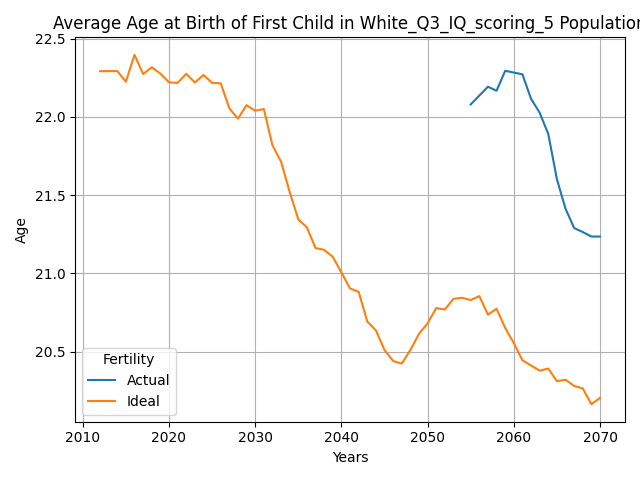 Average Age at Birth of First Child in White_Q3_IQ_scoring_5 Population
22.5
22.0
21.5
21.0
20.5
Age
Fertility
Actual
Ideal
2010 2020 2030 2040 2050 2060 2070
Years